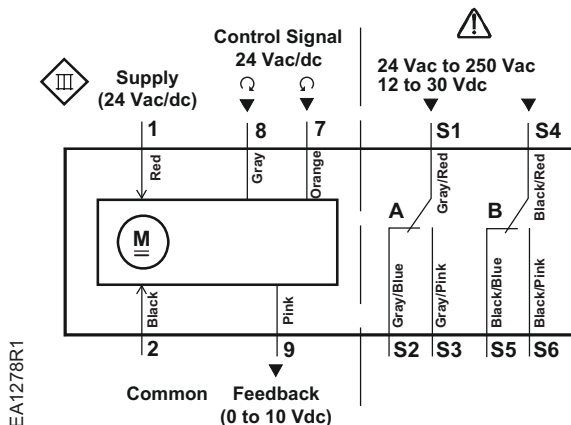 Control Signal
24 Vac/dc
III
Supply
(24 Vac/dc)
24 Vac to 250 Vac
12 to 30 Vdc
1
8
7
S1
S4
Red
Gray
Orange
Gray/Red
Black/Red
A
B
M
Black
Pink
Gray/Blue
Gray/Pink
Black/Blue
Black/Pink
2
9
S2
S3
S5
S6
Common
Feedback
(0 to 10 Vdc)
EA1278R1